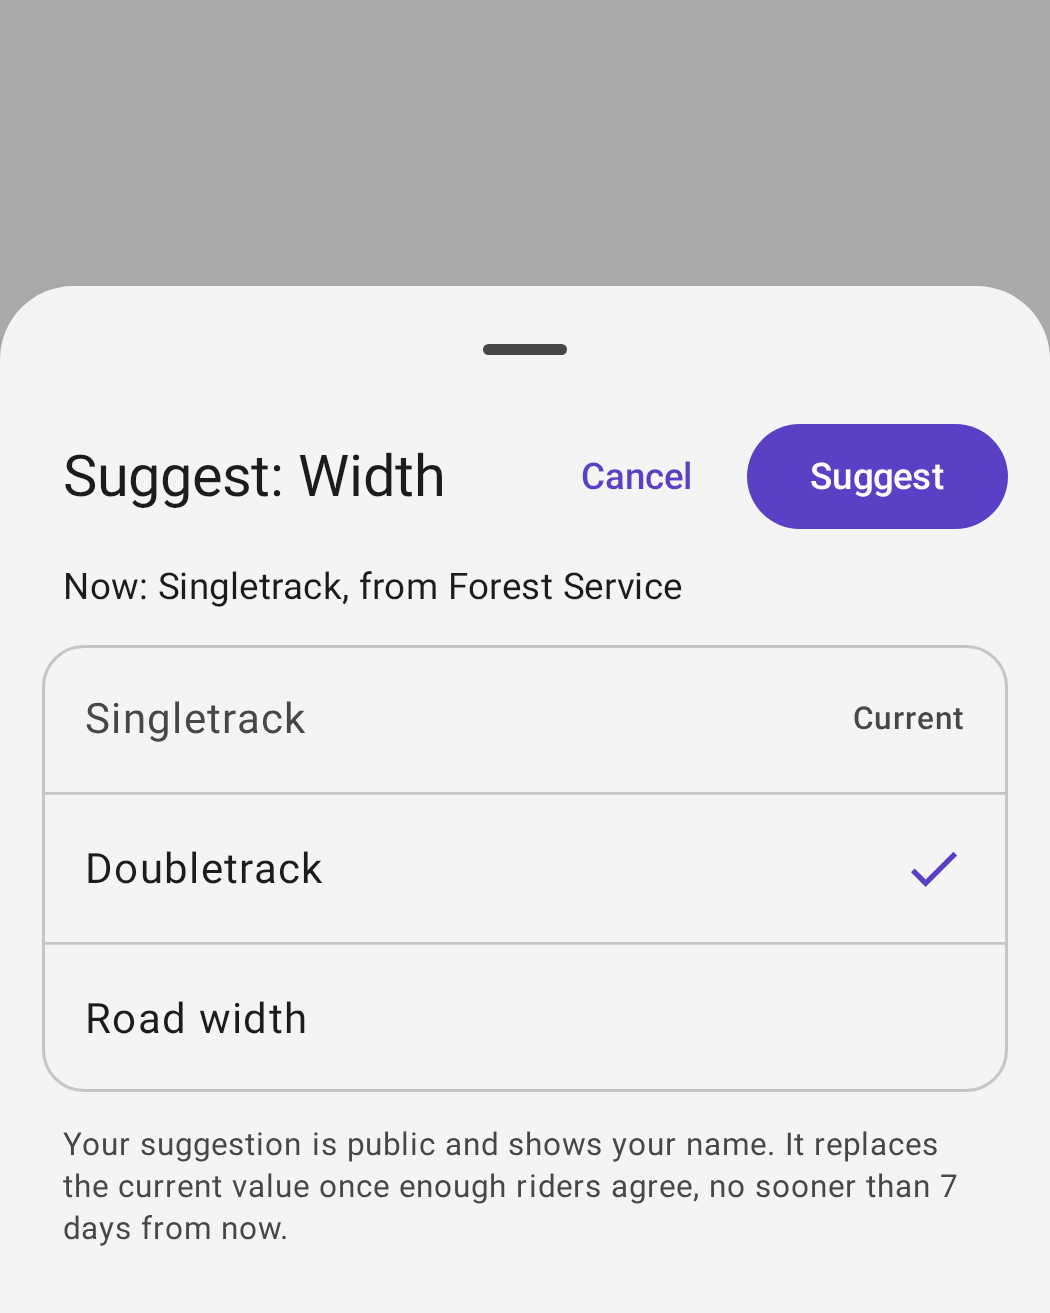 Suggest: Width
Cancel
Suggest
Now: Singletrack, from Forest Service
Singletrack
Current
Doubletrack
Road width
Your suggestion is public and shows your name. It replaces
the current value once enough riders agree, no sooner than 7
days from now.